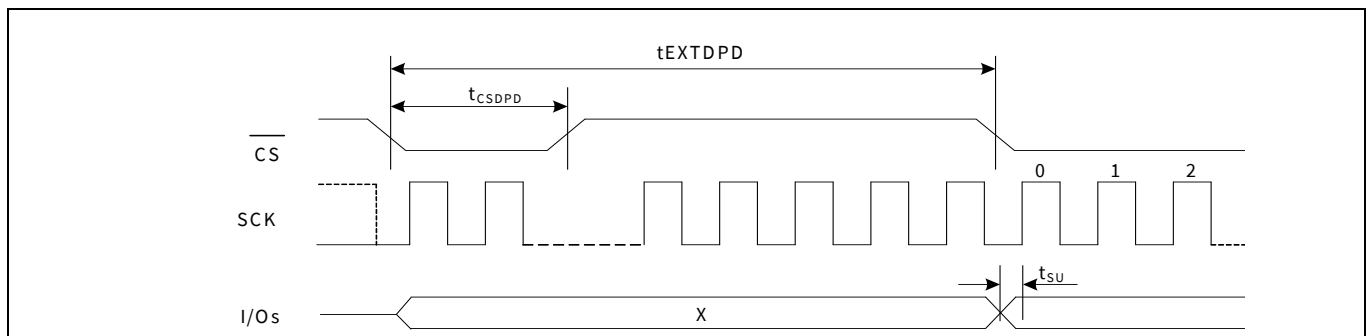 tEXTDPD
tCSDPD
CS
0 1 2
SCK
tSU
I/Os X